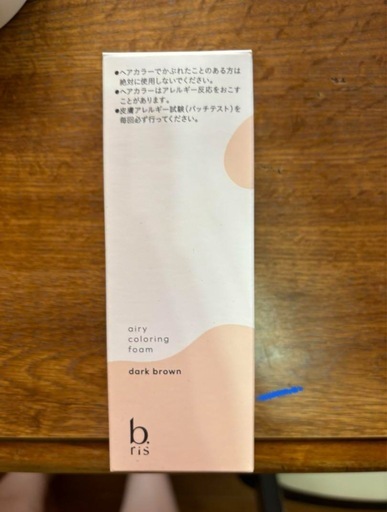 ●ヘアカラーでかぶれたことのある方は
絶対に使用しないでください。
●ヘアカラーはアレルギー反応をおこす
ことがあります。
●皮膚アレルギー試験(パッチテスト)を
毎回必ず行ってください。
airy
coloring
foam
dark brown
b.
ris